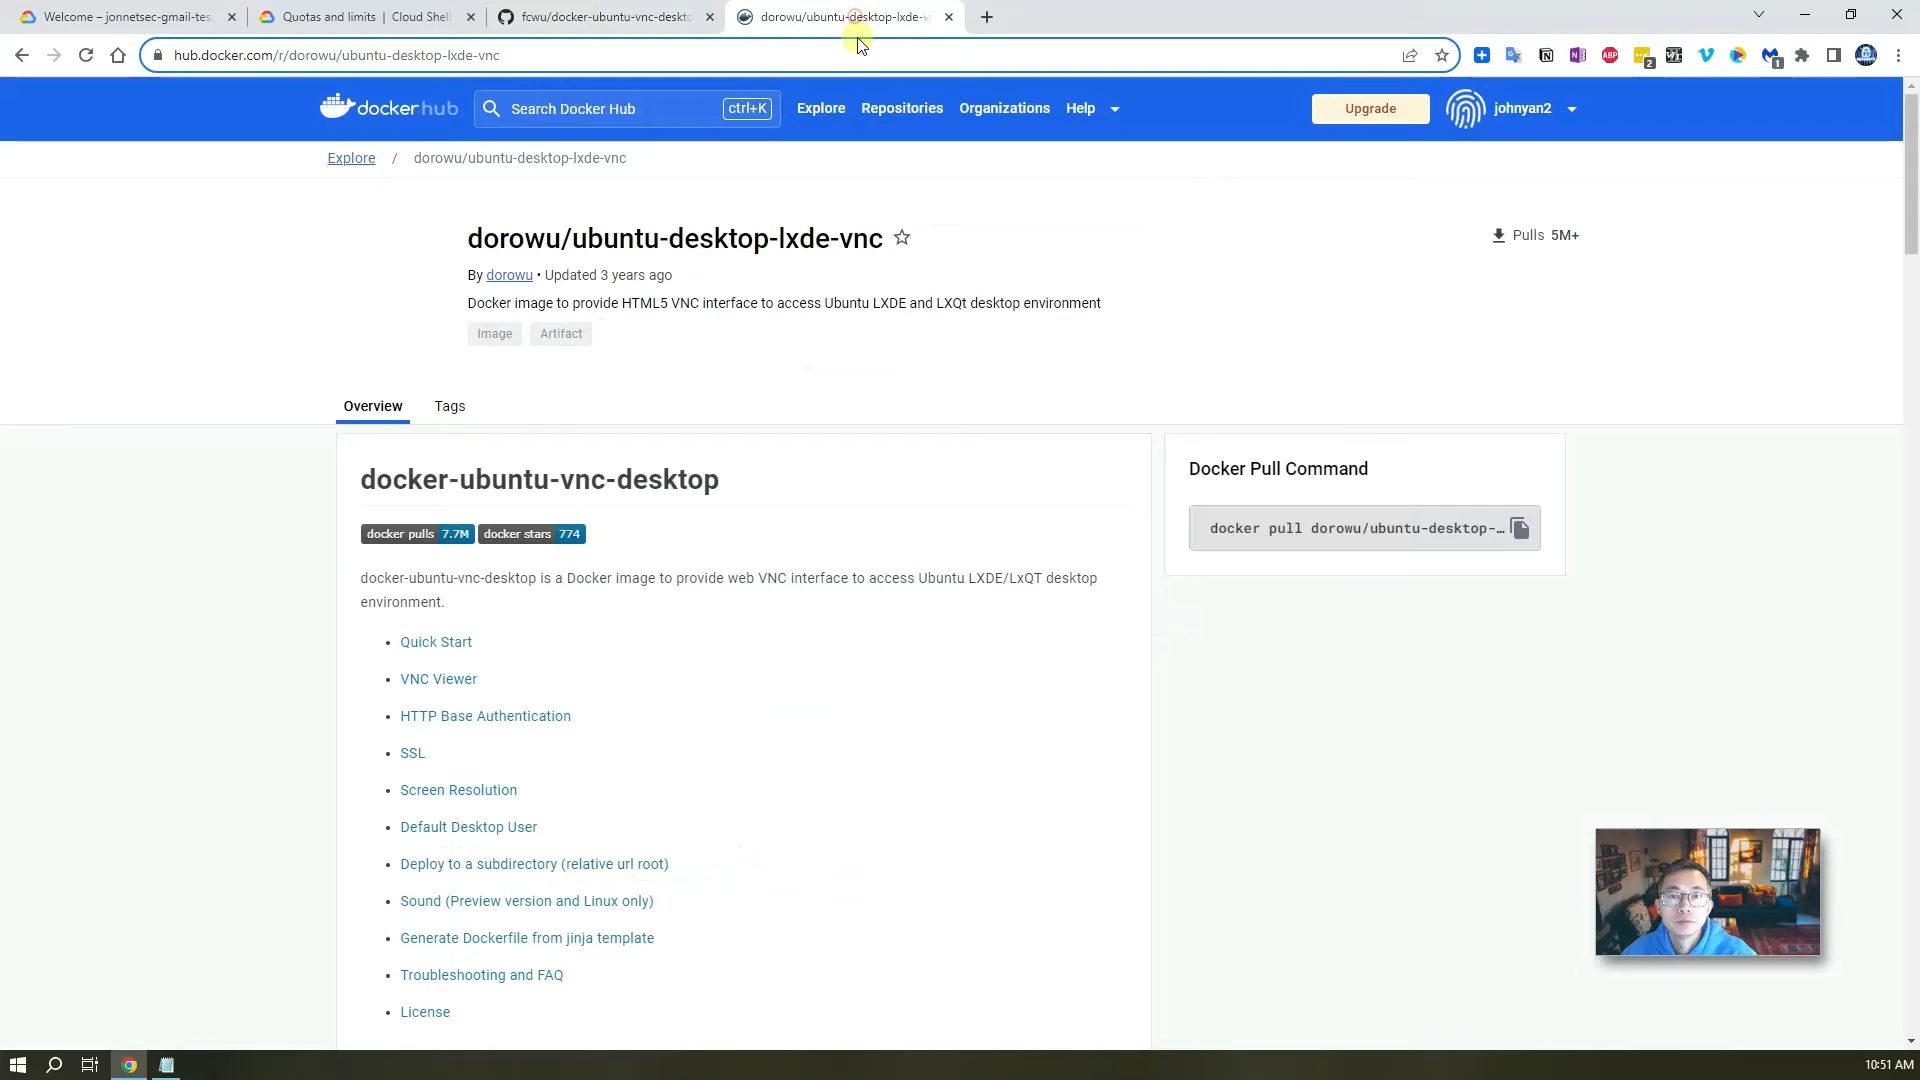 Welcome – jonnetsec-gmail-tes
Quotas and limits | Cloud Shell
fcwu/docker-ubuntu-vnc-deskto
dorowu/ubuntu-desktop-lxde-v
hub.docker.com/r/dorowu/ubuntu-desktop-lxde-vnc
ABP
2
1
docker hub
Search Docker Hub
ctrl+K
Explore
Repositories
Organizations
Help
Upgrade
johnyan2
Explore / dorowu/ubuntu-desktop-lxde-vnc
dorowu/ubuntu-desktop-lxde-vnc
Pulls 5M+
By dorowu • Updated 3 years ago
Docker image to provide HTML5 VNC interface to access Ubuntu LXDE and LXQt desktop environment
Image
Artifact
Overview
Tags
docker-ubuntu-vnc-desktop
docker pulls 7.7M
docker stars 774
docker-ubuntu-vnc-desktop is a Docker image to provide web VNC interface to access Ubuntu LXDE/LxQT desktop
environment.
• Quick Start
• VNC Viewer
• HTTP Base Authentication
• SSL
• Screen Resolution
• Default Desktop User
• Deploy to a subdirectory (relative url root)
• Sound (Preview version and Linux only)
• Generate Dockerfile from jinja template
• Troubleshooting and FAQ
• License
Docker Pull Command
docker pull dorowu/ubuntu-desktop-…
10:51 AM